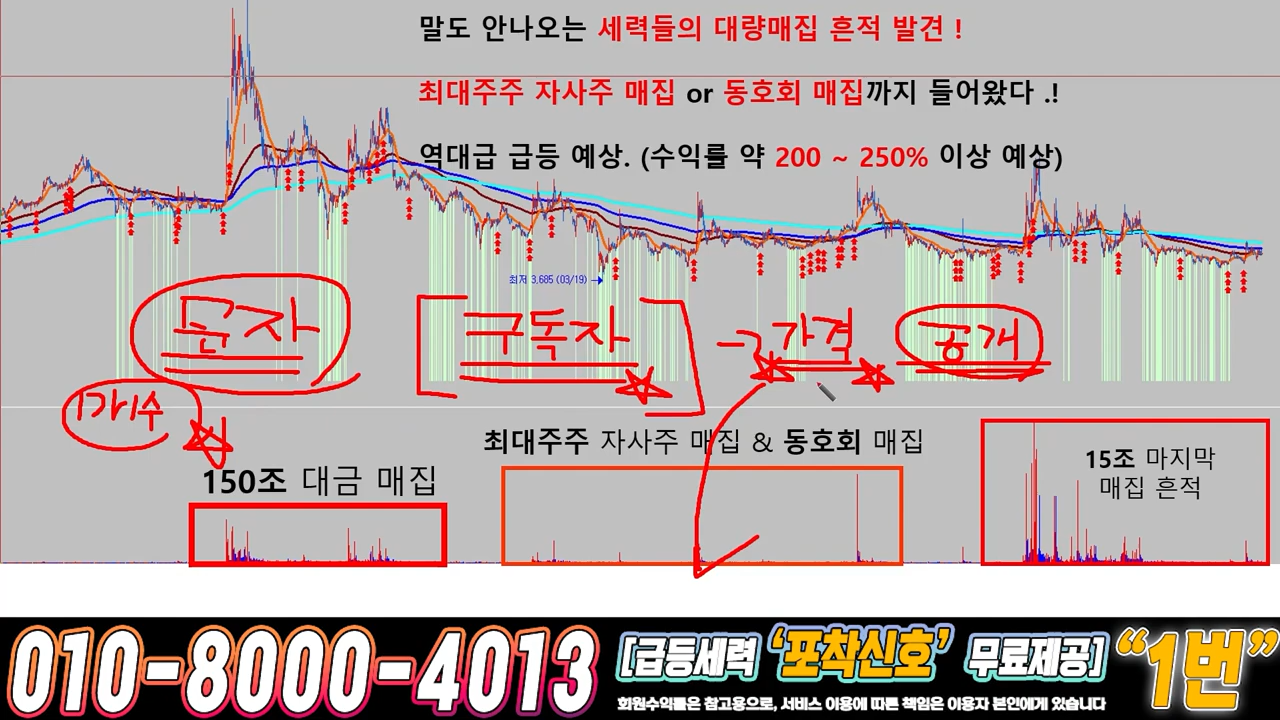 말도 안나오는 세력들의 대량매집 흔적 발견 !
최대주주 자사주 매집 or 동호회 매집까지 들어왔다 .!
역대급 급등 예상. (수익률 약 200 ~ 250% 이상 예상)
최저 3,685 (03/19)
문자
구독자
가격
공개
최대주주 자사주 매집 & 동호회 매집
150조 대금 매집
15조 마지막
매집 흔적
010-8000-4013
[급등세력 '포착신호' 무료제공] "1번"
회원수익률은 참고용으로, 서비스 이용에 따른 책임은 이용자 본인에게 있습니다